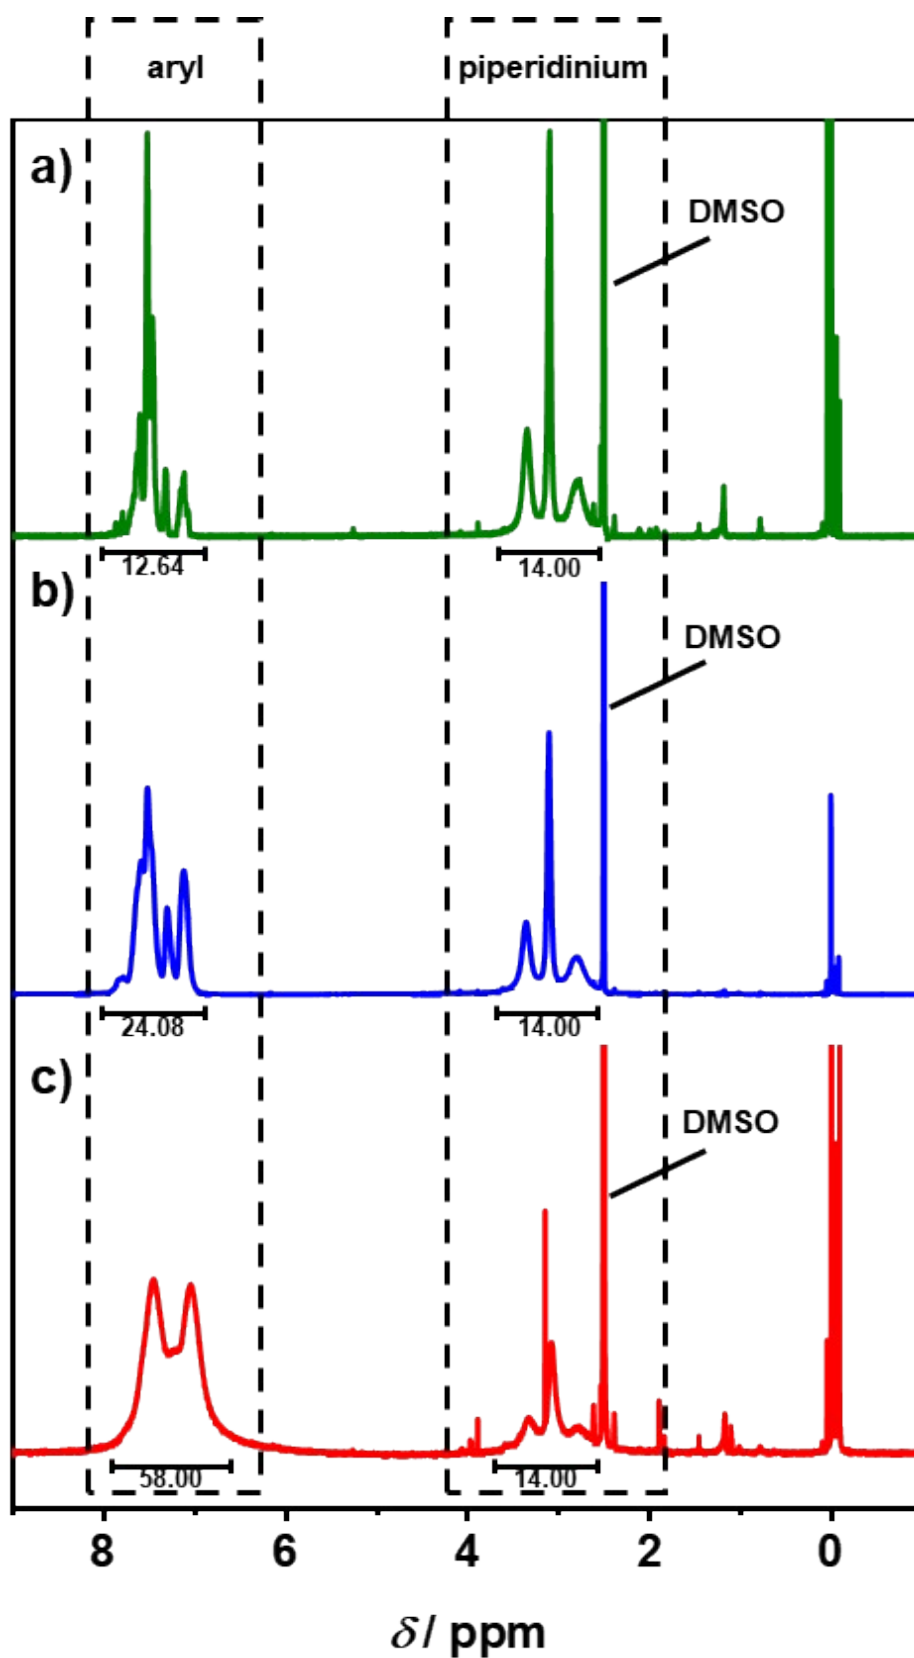 aryl piperidinium
a)
DMSO
12.64 14.00
b)
DMSO
24.08 14.00
c)
DMSO
58.00 14.00
8 6 4 2 0
δ / ppm